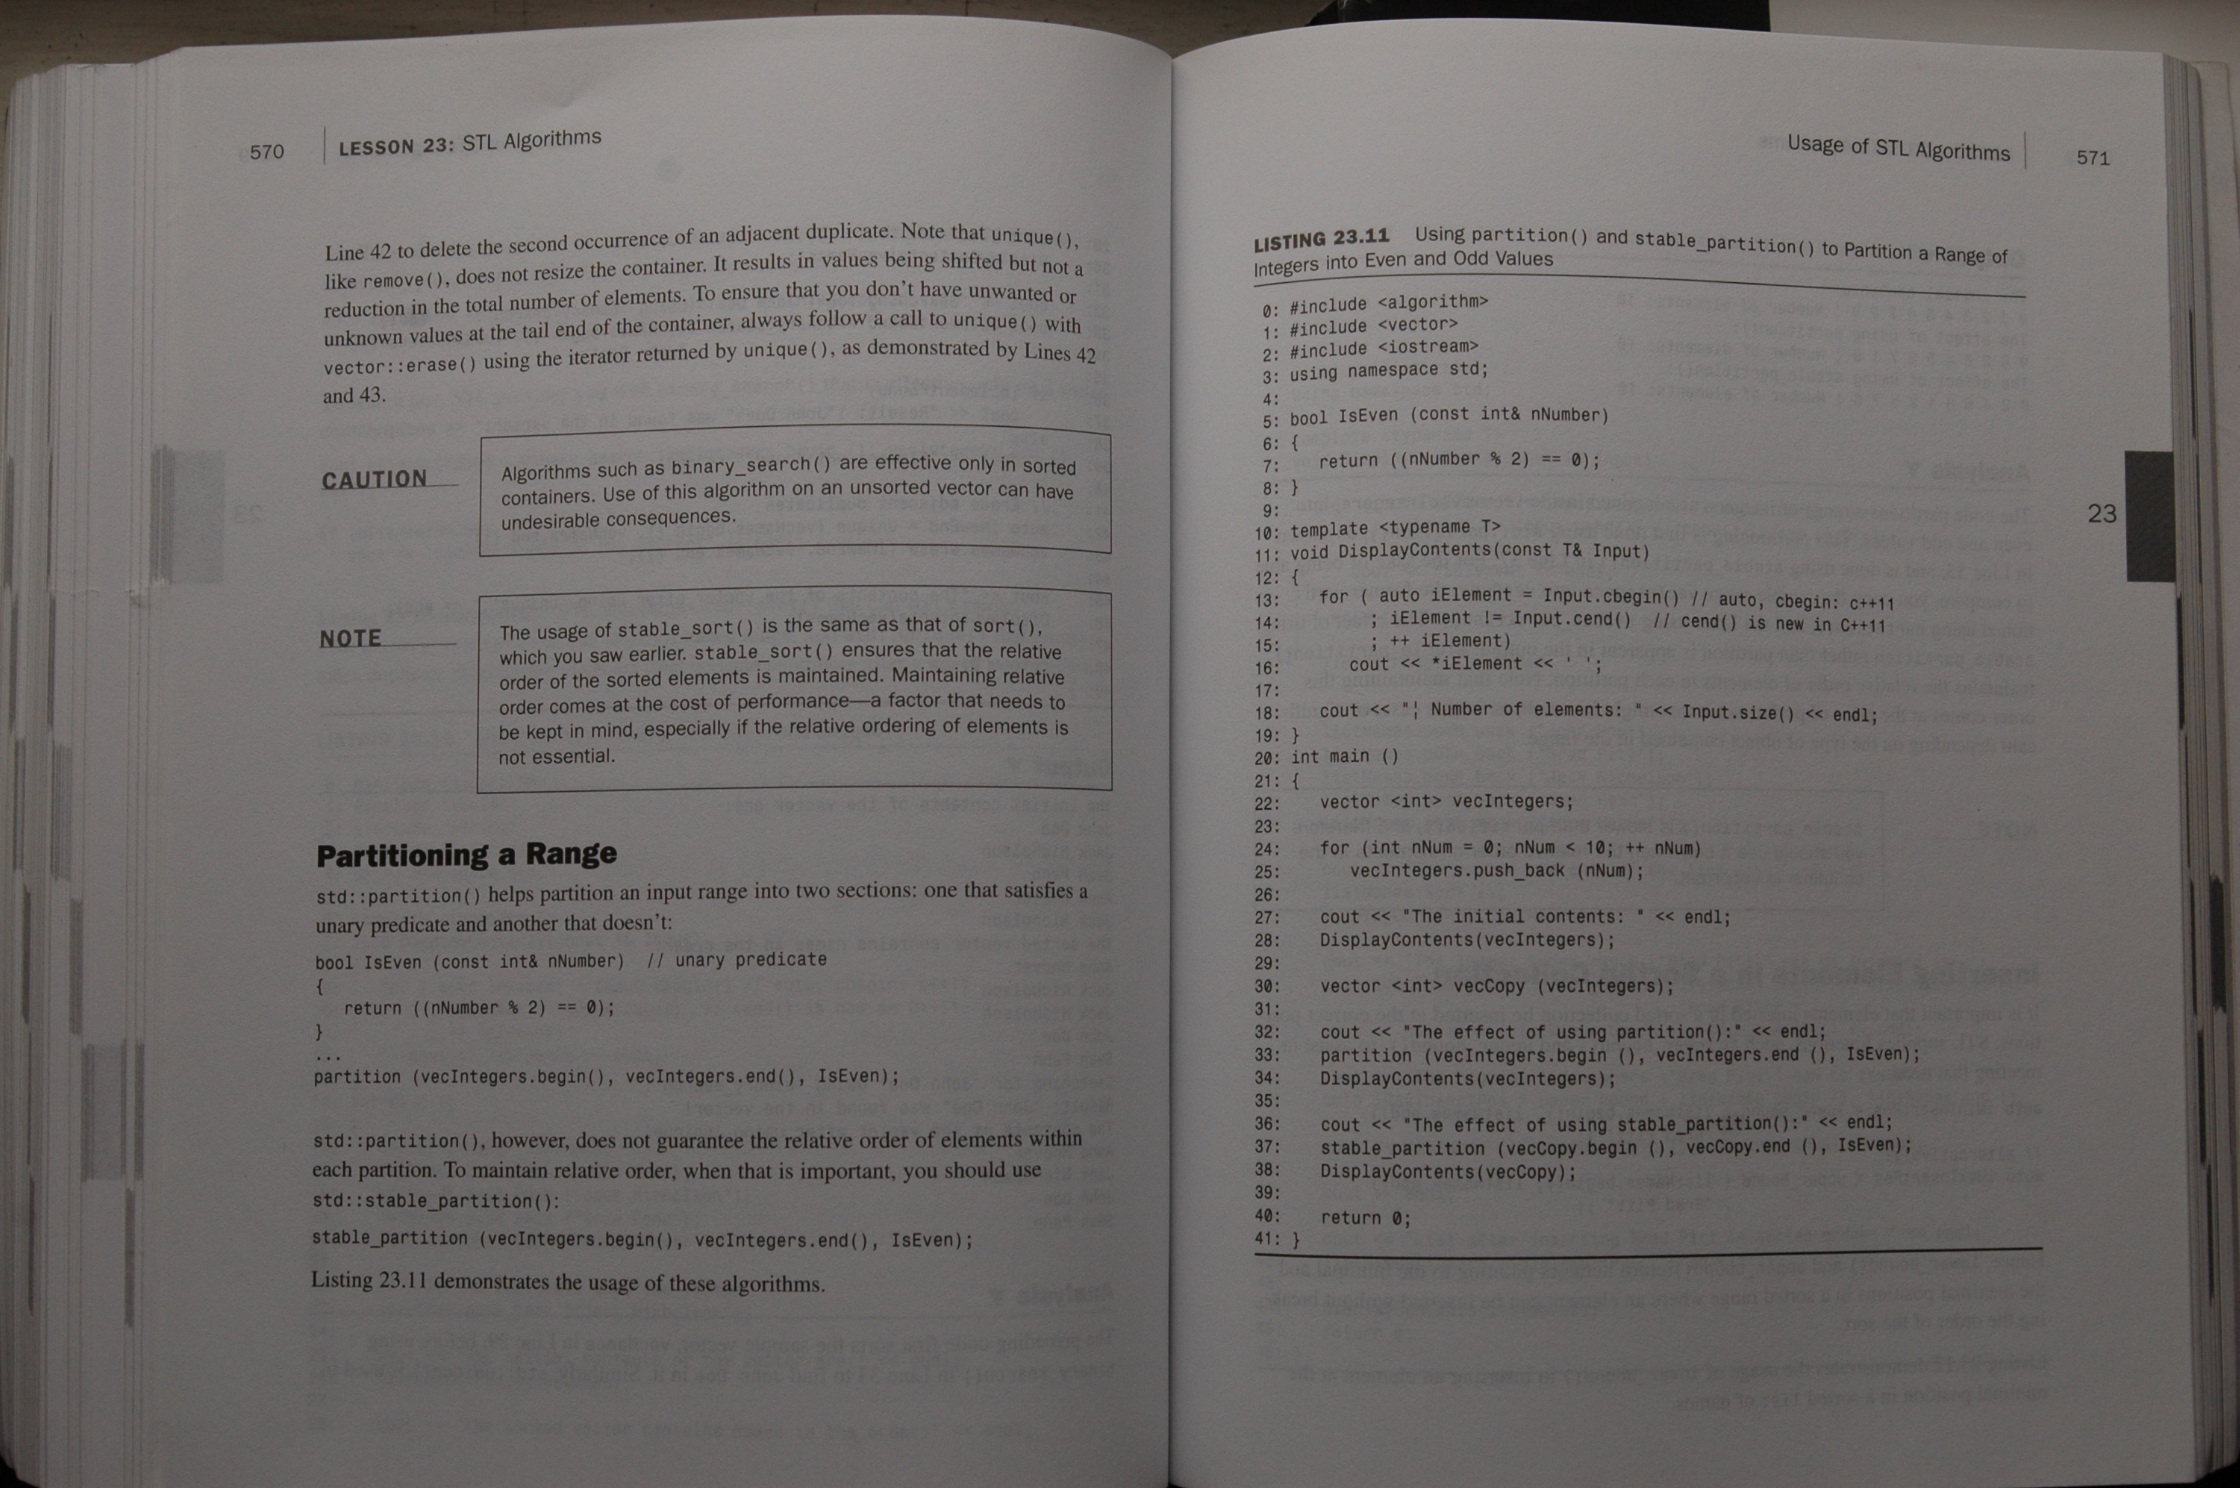 570 LESSON 23: STL Algorithms
Line 42 to delete the second occurrence of an adjacent duplicate. Note that unique(),
like remove(), does not resize the container. It results in values being shifted but not a
reduction in the total number of elements. To ensure that you don't have unwanted or
unknown values at the tail end of the container, always follow a call to unique() with
vector::erase() using the iterator returned by unique(), as demonstrated by Lines 42
and 43.
CAUTION
Algorithms such as binary_search() are effective only in sorted
containers. Use of this algorithm on an unsorted vector can have
undesirable consequences.
NOTE
The usage of stable_sort() is the same as that of sort(),
which you saw earlier. stable_sort() ensures that the relative
order of the sorted elements is maintained. Maintaining relative
order comes at the cost of performance—a factor that needs to
be kept in mind, especially if the relative ordering of elements is
not essential.
Partitioning a Range
std::partition() helps partition an input range into two sections: one that satisfies a
unary predicate and another that doesn't:
bool IsEven (const int& nNumber)  // unary predicate
{
   return ((nNumber % 2) == 0);
}
...
partition (vecIntegers.begin(), vecIntegers.end(), IsEven);
std::partition(), however, does not guarantee the relative order of elements within
each partition. To maintain relative order, when that is important, you should use
std::stable_partition():
stable_partition (vecIntegers.begin(), vecIntegers.end(), IsEven);
Listing 23.11 demonstrates the usage of these algorithms.
Usage of STL Algorithms 571
LISTING 23.11 Using partition() and stable_partition() to Partition a Range of
Integers into Even and Odd Values
0: #include <algorithm>
1: #include <vector>
2: #include <iostream>
3: using namespace std;
4:
5: bool IsEven (const int& nNumber)
6: {
7:    return ((nNumber % 2) == 0);
8: }
9:
10: template <typename T>
11: void DisplayContents(const T& Input)
12: {
13:    for ( auto iElement = Input.cbegin() // auto, cbegin: c++11
14:         ; iElement != Input.cend()  // cend() is new in C++11
15:         ; ++ iElement)
16:       cout << *iElement << ' ';
17:
18:    cout << "¦ Number of elements: " << Input.size() << endl;
19: }
20: int main ()
21: {
22:    vector <int> vecIntegers;
23:
24:    for (int nNum = 0; nNum < 10; ++ nNum)
25:       vecIntegers.push_back (nNum);
26:
27:    cout << "The initial contents: " << endl;
28:    DisplayContents(vecIntegers);
29:
30:    vector <int> vecCopy (vecIntegers);
31:
32:    cout << "The effect of using partition():" << endl;
33:    partition (vecIntegers.begin (), vecIntegers.end (), IsEven);
34:    DisplayContents(vecIntegers);
35:
36:    cout << "The effect of using stable_partition():" << endl;
37:    stable_partition (vecCopy.begin (), vecCopy.end (), IsEven);
38:    DisplayContents(vecCopy);
39:
40:    return 0;
41: }
23